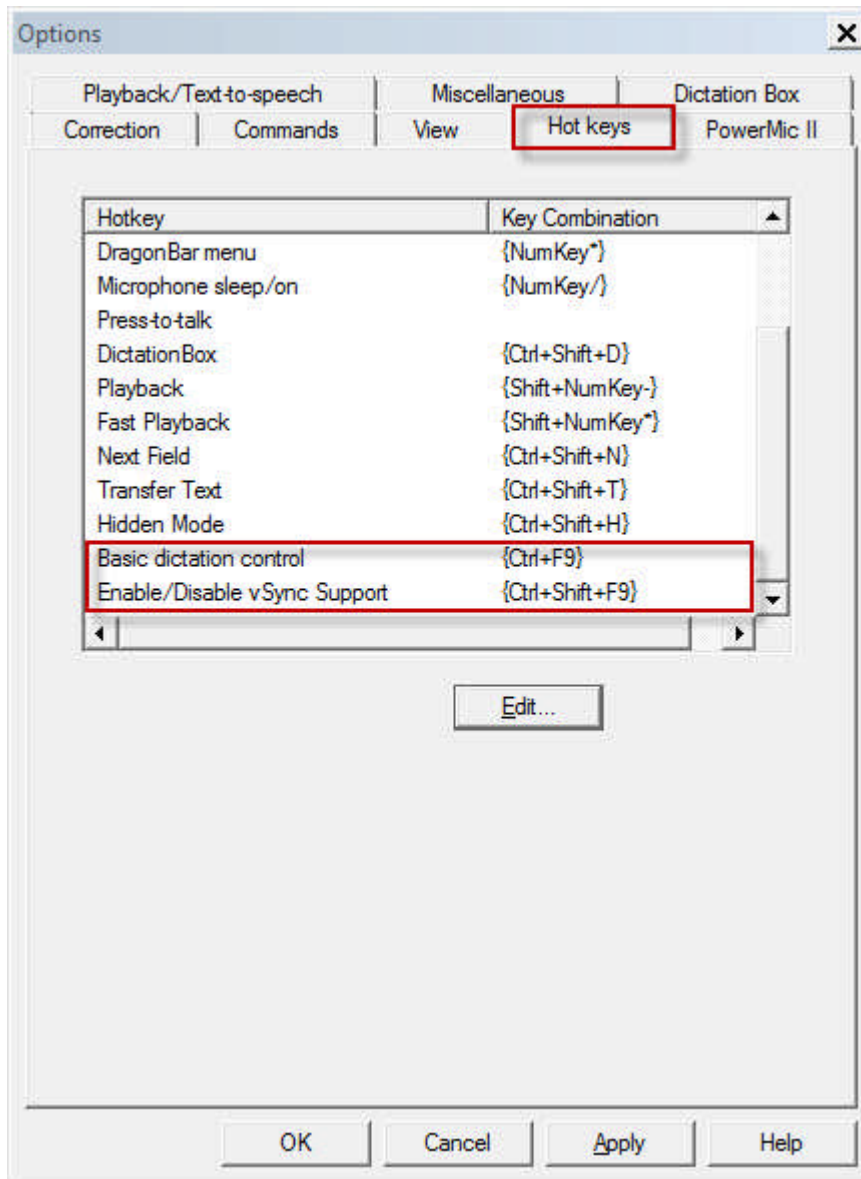 Options
Playback/Text-to-speech Miscellaneous Dictation Box
Correction Commands View Hot keys PowerMic II
Hotkey Key Combination
DragonBar menu {NumKey*}
Microphone sleep/on {NumKey/}
Press-to-talk
DictationBox {Ctrl+Shift+D}
Playback {Shift+NumKey-}
Fast Playback {Shift+NumKey*}
Next Field {Ctrl+Shift+N}
Transfer Text {Ctrl+Shift+T}
Hidden Mode {Ctrl+Shift+H}
Basic dictation control {Ctrl+F9}
Enable/Disable vSync Support {Ctrl+Shift+F9}
Edit...
OK Cancel Apply Help